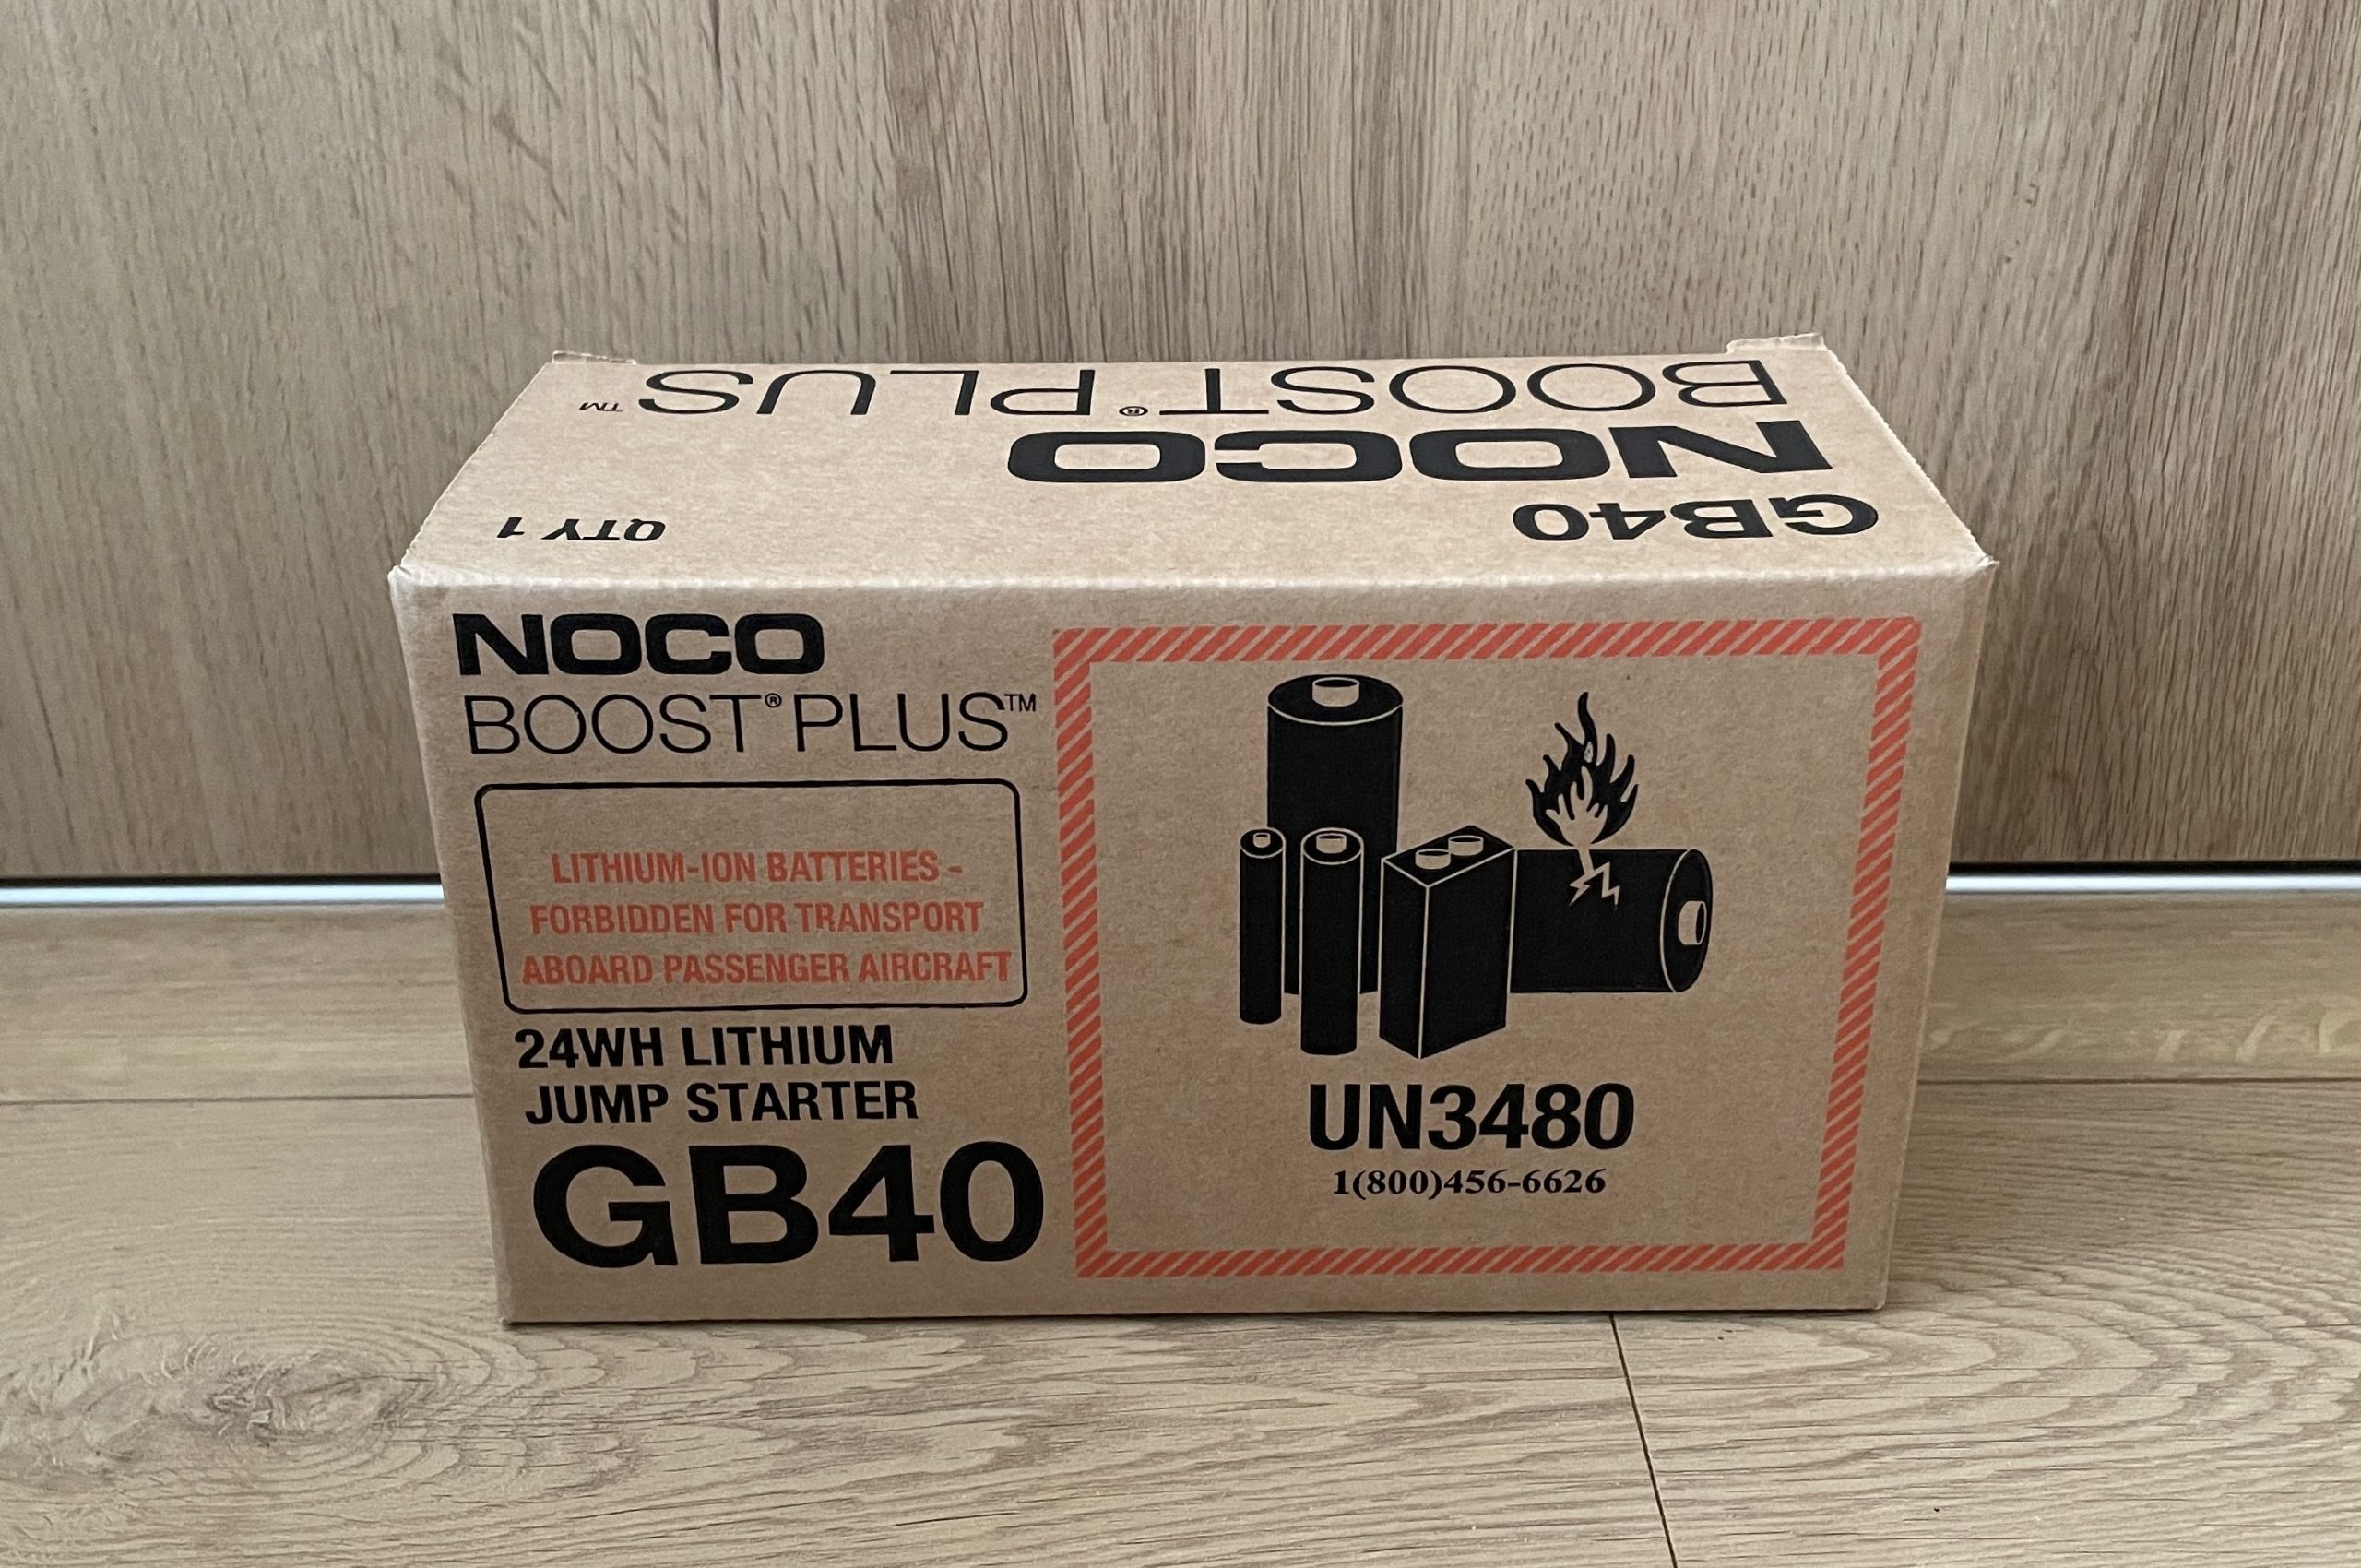 BOOST® PLUS™
NOCO
GB40
QTY 1
NOCO
BOOST® PLUS™
LITHIUM-ION BATTERIES -
FORBIDDEN FOR TRANSPORT
ABOARD PASSENGER AIRCRAFT
24WH LITHIUM
JUMP STARTER
GB40
UN3480
1(800)456-6626